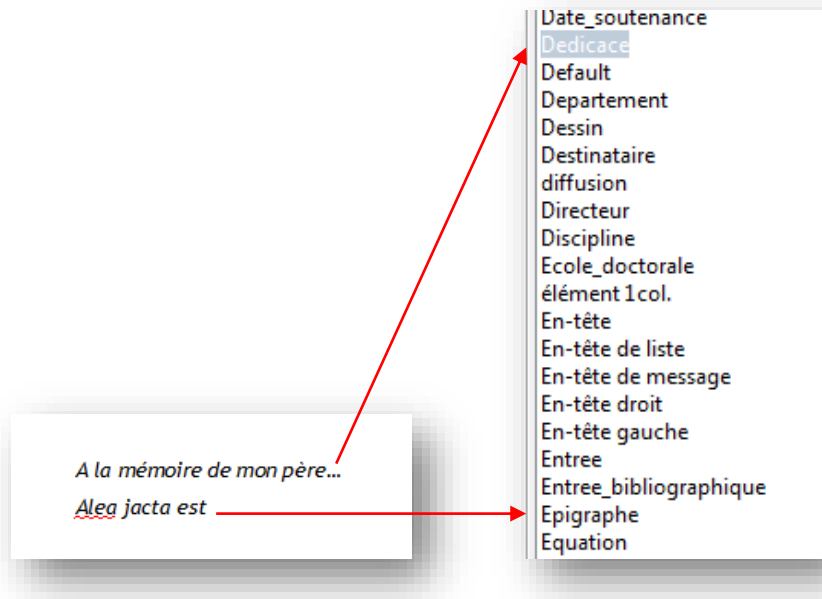 Date_soutenance
Dedicace
Default
Departement
Dessin
Destinataire
diffusion
Directeur
Discipline
Ecole_doctorale
élément 1 col.
En-tête
En-tête de liste
En-tête de message
En-tête droit
En-tête gauche
Entree
Entree_bibliographique
Epigraphe
Equation
A la mémoire de mon père...
Alea jacta est